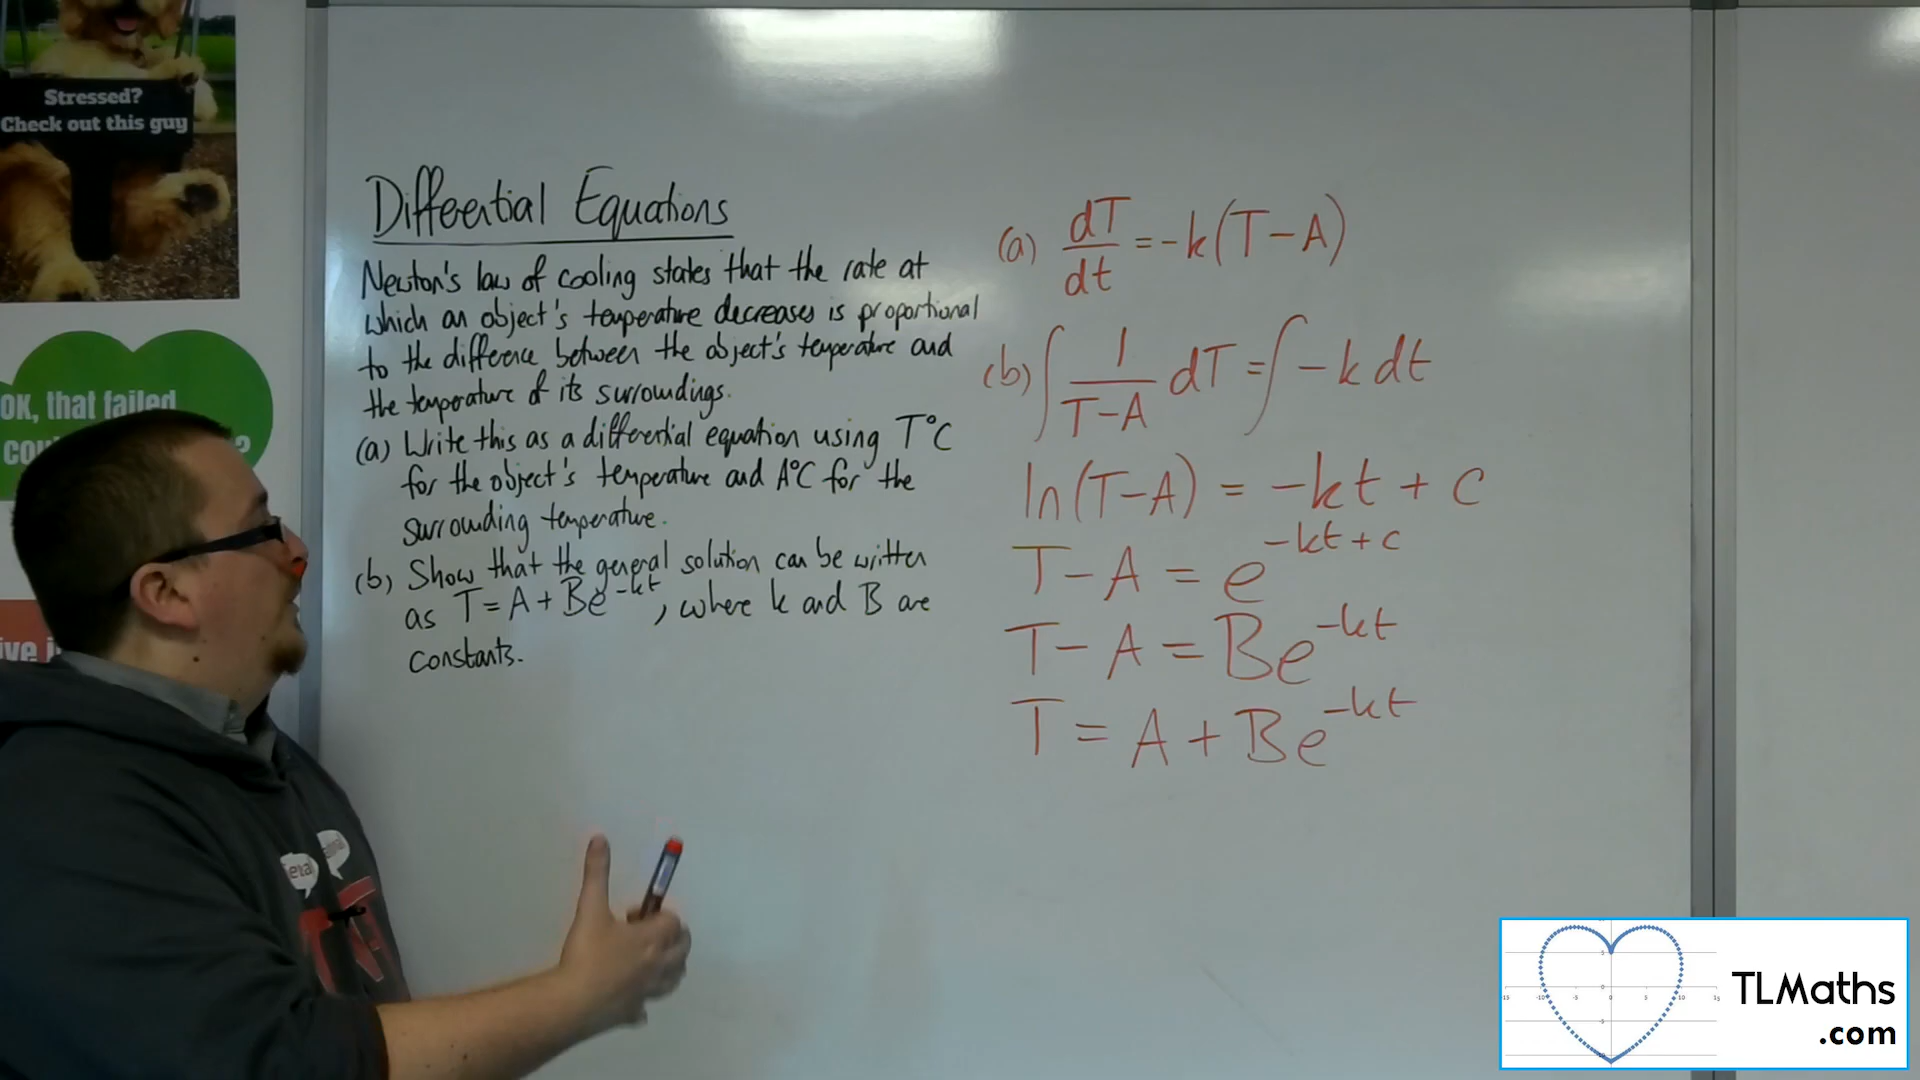 Stressed?
Check out this guy
OK, that failed
Differential Equations
Newton's law of cooling states that the rate at
which an object's temperature decreases is proportional
to the difference between the object's temperature and
the temperature of its surroundings.
(a) Write this as a differential equation using T°C
for the object's temperature and A°C for the
surrounding temperature.
(b) Show that the general solution can be written
as T = A + Be^{-kt}, where k and B are
constants.
(a) dT/dt = -k(T-A)
(b) ∫ 1/(T-A) dT = ∫ -k dt
ln(T-A) = -kt + c
T-A = e^{-kt+c}
T-A = Be^{-kt}
T = A + Be^{-kt}
TLMaths
.com